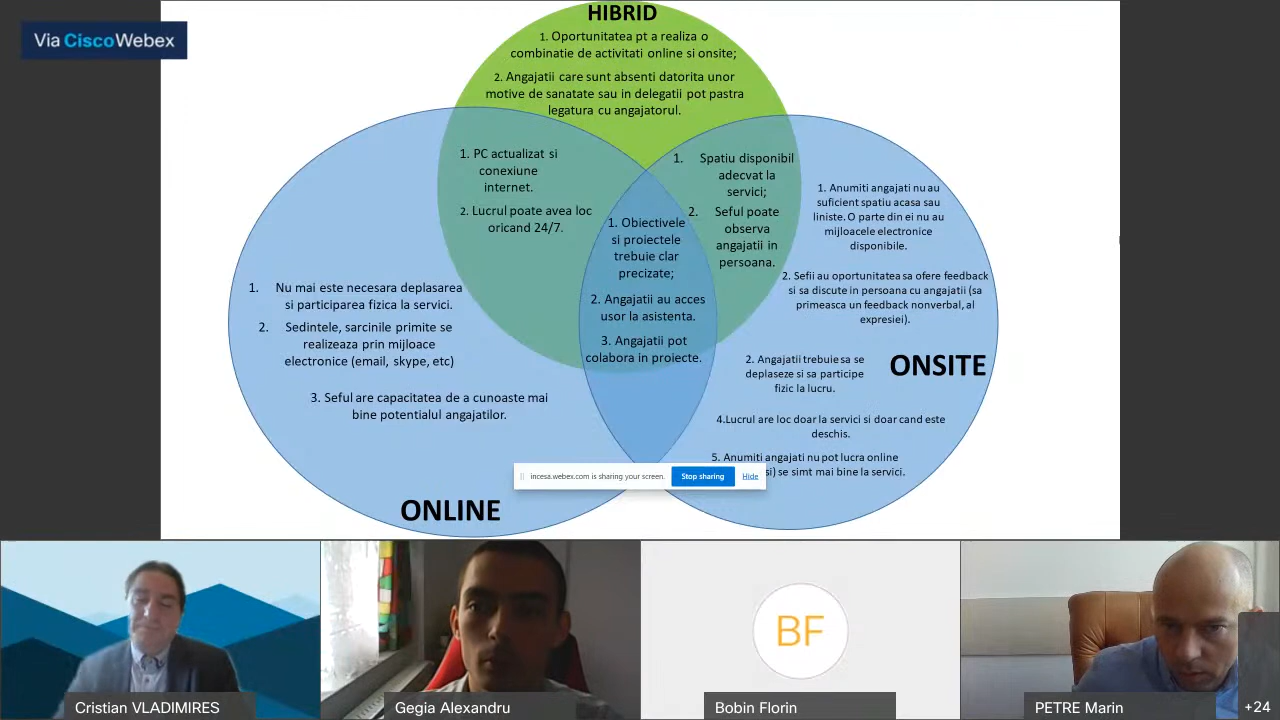 Via CiscoWebex
HIBRID
1. Oportunitatea pt a realiza o
combinatie de activitati online si onsite;
2. Angajatii care sunt absenti datorita unor
motive de sanatate sau in delegatii pot pastra
legatura cu angajatorul.
1. PC actualizat si
conexiune
internet.
2. Lucrul poate avea loc
oricand 24/7.
1. Spatiu disponibil
adecvat la
servici;
2. Seful poate
observa
angajatii in
persoana.
1. Obiectivele
si proiectele
trebuie clar
precizate;
2. Angajatii au acces
usor la asistenta.
3. Angajatii pot
colabora in proiecte.
1. Nu mai este necesara deplasarea
si participarea fizica la servici.
2. Sedintele, sarcinile primite se
realizeaza prin mijloace
electronice (email, skype, etc)
3. Seful are capacitatea de a cunoaste mai
bine potentialul angajatilor.
ONLINE
1. Anumiti angajati nu au
suficient spatiu acasa sau
liniste. O parte din ei nu au
mijloacele electronice
disponibile.
2. Sefii au oportunitatea sa ofere feedback
si sa discute in persoana cu angajatii (sa
primeasca un feedback nonverbal, al
expresiei).
2. Angajatii trebuie sa se
deplaseze si sa participe
fizic la lucru.
ONSITE
4.Lucrul are loc doar la servici si doar cand este
deschis.
5. Anumiti angajati nu pot lucra online
si) se simt mai bine la servici.
incesa.webex.com is sharing your screen.
Stop sharing
Hide
BF
Cristian VLADIMIRES
Gegia Alexandru
Bobin Florin
PETRE Marin
+24